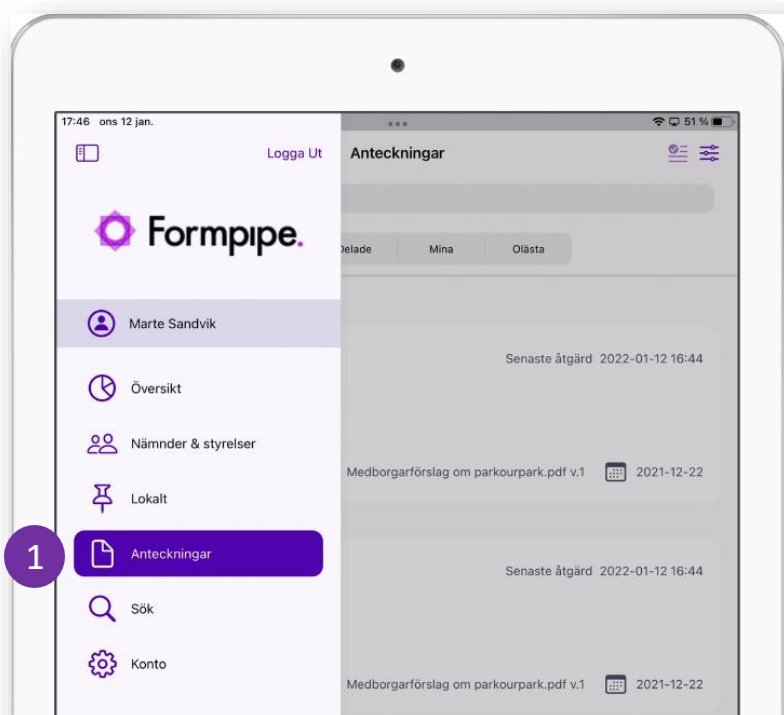 17:46 ons 12 jan.
51 %
Logga Ut
Anteckningar
Formpipe.
Delade Mina Olästa
Marte Sandvik
Senaste åtgärd 2022-01-12 16:44
Översikt
Nämnder & styrelser
Medborgarförslag om parkourpark.pdf v.1 2021-12-22
Lokalt
1 Anteckningar
Senaste åtgärd 2022-01-12 16:44
Sök
Konto
Medborgarförslag om parkourpark.pdf v.1 2021-12-22